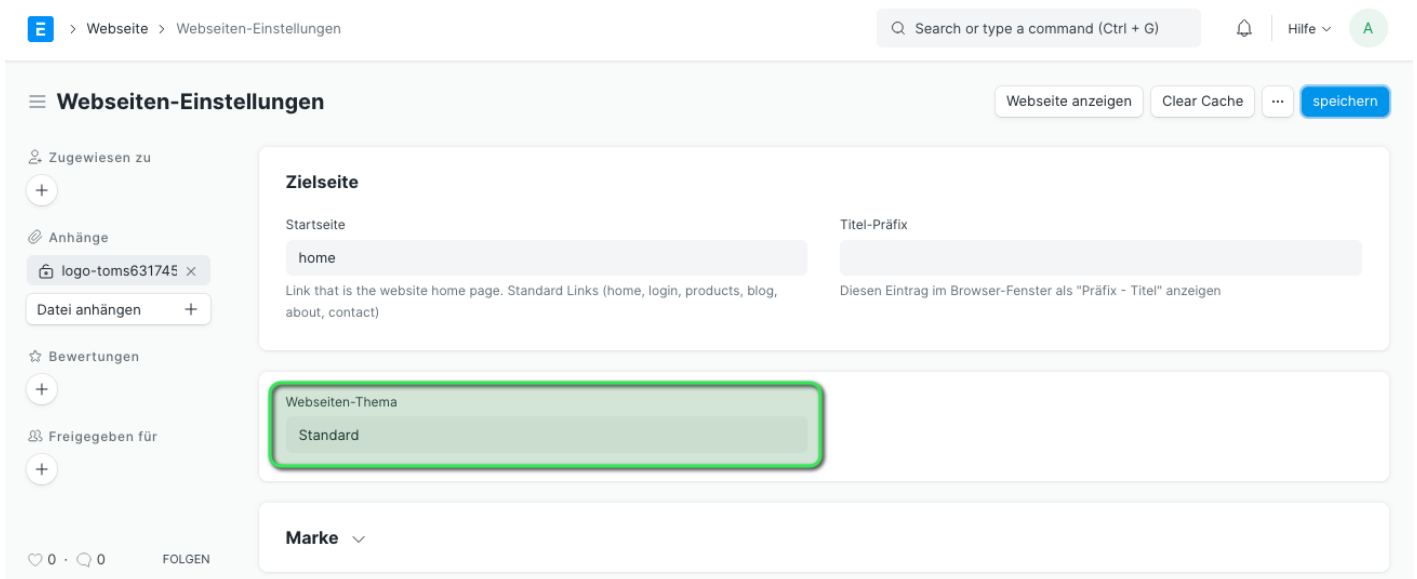 E > Webseite > Webseiten-Einstellungen
Search or type a command (Ctrl + G)
Hilfe
A
Webseiten-Einstellungen
Webseite anzeigen
Clear Cache
···
speichern
Zugewiesen zu
+
Anhänge
logo-toms631745 ×
Datei anhängen +
Bewertungen
+
Freigegeben für
+
0 · 0 FOLGEN
Zielseite
Startseite
home
Link that is the website home page. Standard Links (home, login, products, blog,
about, contact)
Titel-Präfix
Diesen Eintrag im Browser-Fenster als "Präfix - Titel" anzeigen
Webseiten-Thema
Standard
Marke